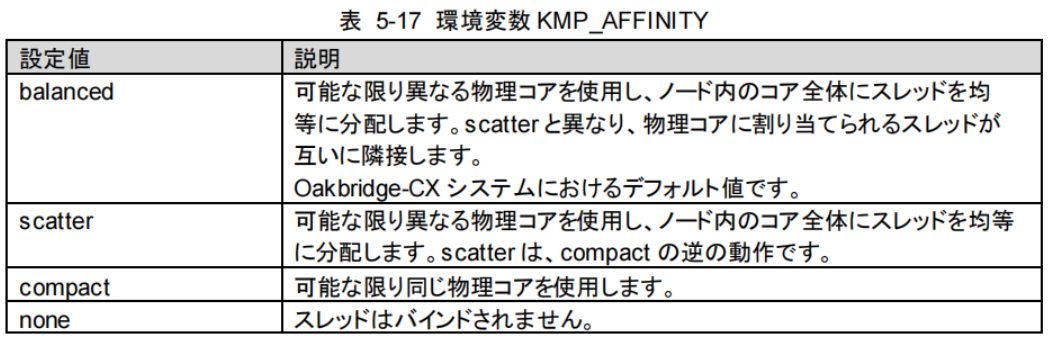 表 5-17 環境変数 KMP_AFFINITY
設定値 説明
balanced 可能な限り異なる物理コアを使用し、ノード内のコア全体にスレッドを均
等に分配します。scatter と異なり、物理コアに割り当てられるスレッドが
互いに隣接します。
Oakbridge-CX システムにおけるデフォルト値です。
scatter 可能な限り異なる物理コアを使用し、ノード内のコア全体にスレッドを均等
に分配します。scatter は、compact の逆の動作です。
compact 可能な限り同じ物理コアを使用します。
none スレッドはバインドされません。